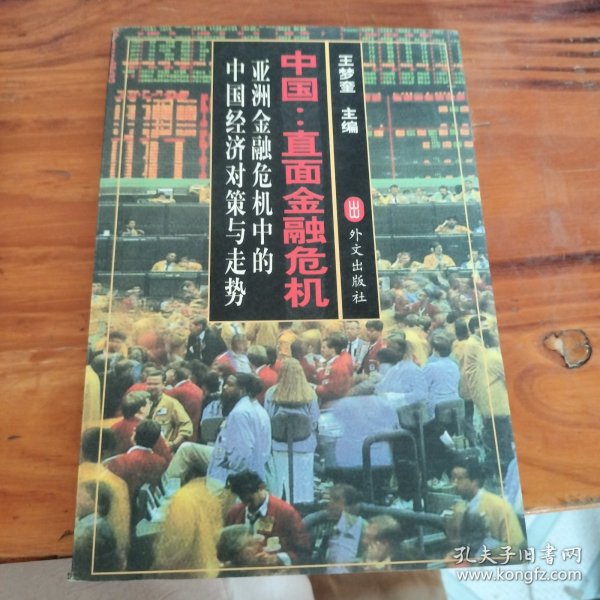 王梦奎 主编
外文出版社
中国：直面金融危机
亚洲金融危机中的
中国经济对策与走势
孔夫子旧书网
www.kongfz.com